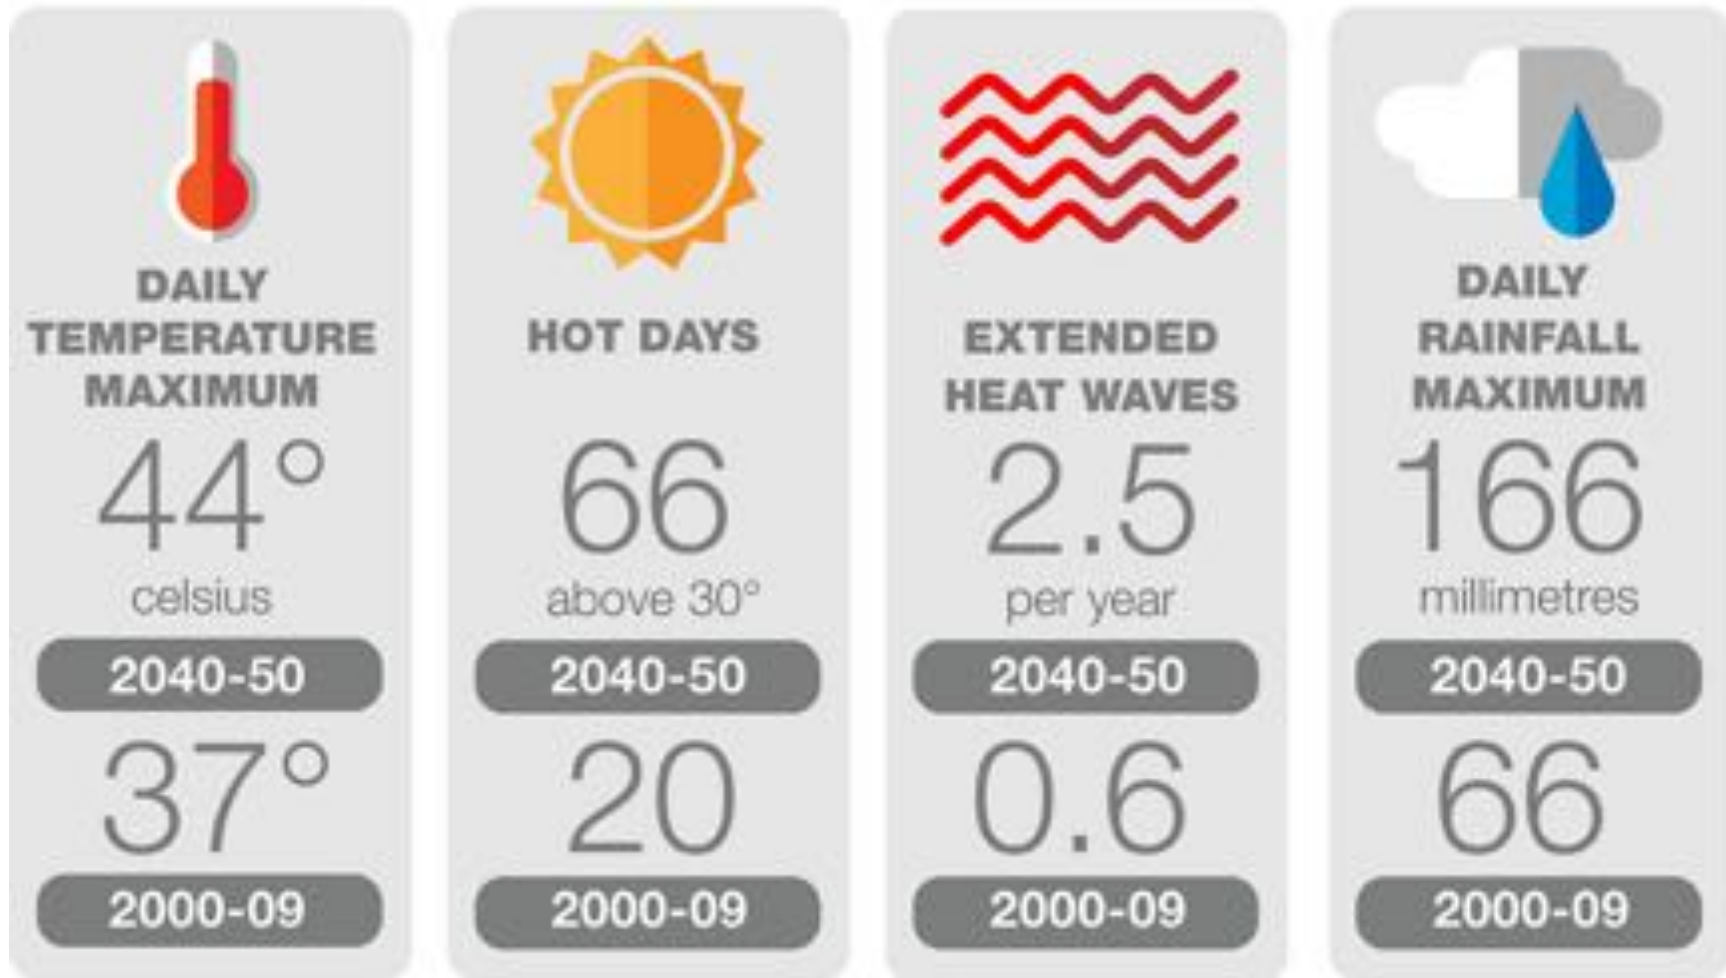 DAILY
TEMPERATURE
MAXIMUM
44°
celsius
2040-50
37°
2000-09
HOT DAYS
66
above 30°
2040-50
20
2000-09
EXTENDED
HEAT WAVES
2.5
per year
2040-50
0.6
2000-09
DAILY
RAINFALL
MAXIMUM
166
millimetres
2040-50
66
2000-09